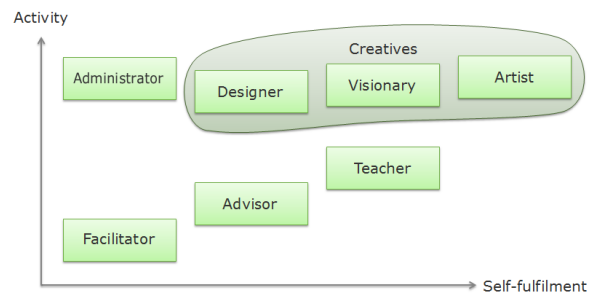 Activity
Creatives
Administrator
Designer
Visionary
Artist
Teacher
Advisor
Facilitator
Self-fulfilment